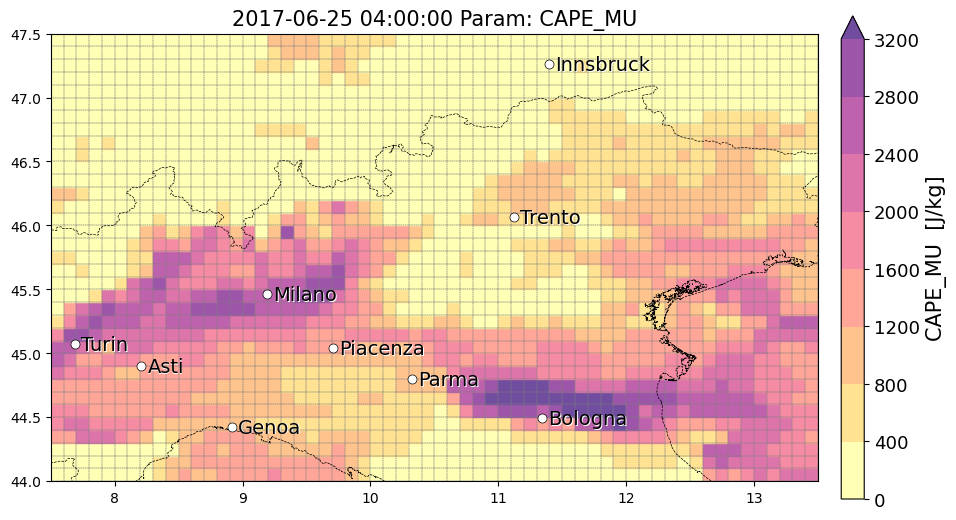 2017-06-25 04:00:00 Param: CAPE_MU
47.5
47.0
46.5
46.0
45.5
45.0
44.5
44.0
8
9
10
11
12
13
Innsbruck
Trento
Milano
Turin
Piacenza
Asti
Parma
Bologna
Genoa
3200
2800
2400
2000
1600
1200
800
400
0
CAPE_MU [J/kg]